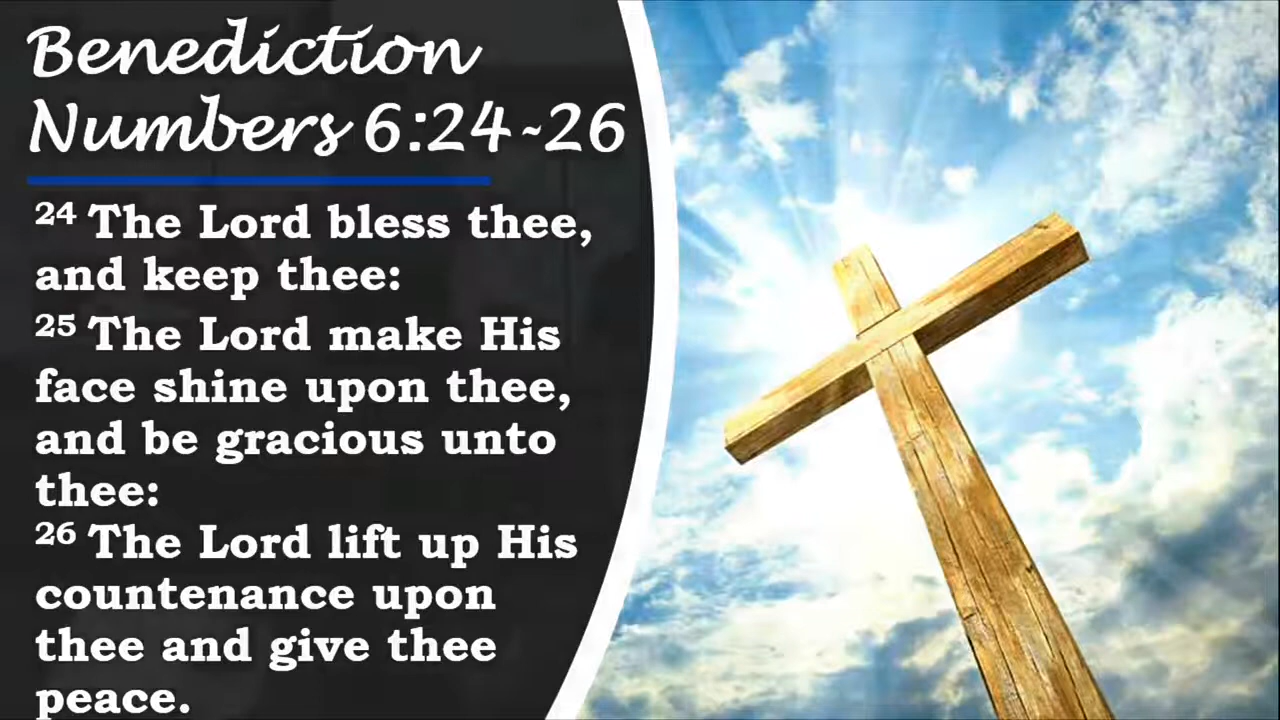 Benediction
Numbers 6:24-26
24 The Lord bless thee,
and keep thee:
25 The Lord make His
face shine upon thee,
and be gracious unto
thee:
26 The Lord lift up His
countenance upon
thee and give thee
peace.